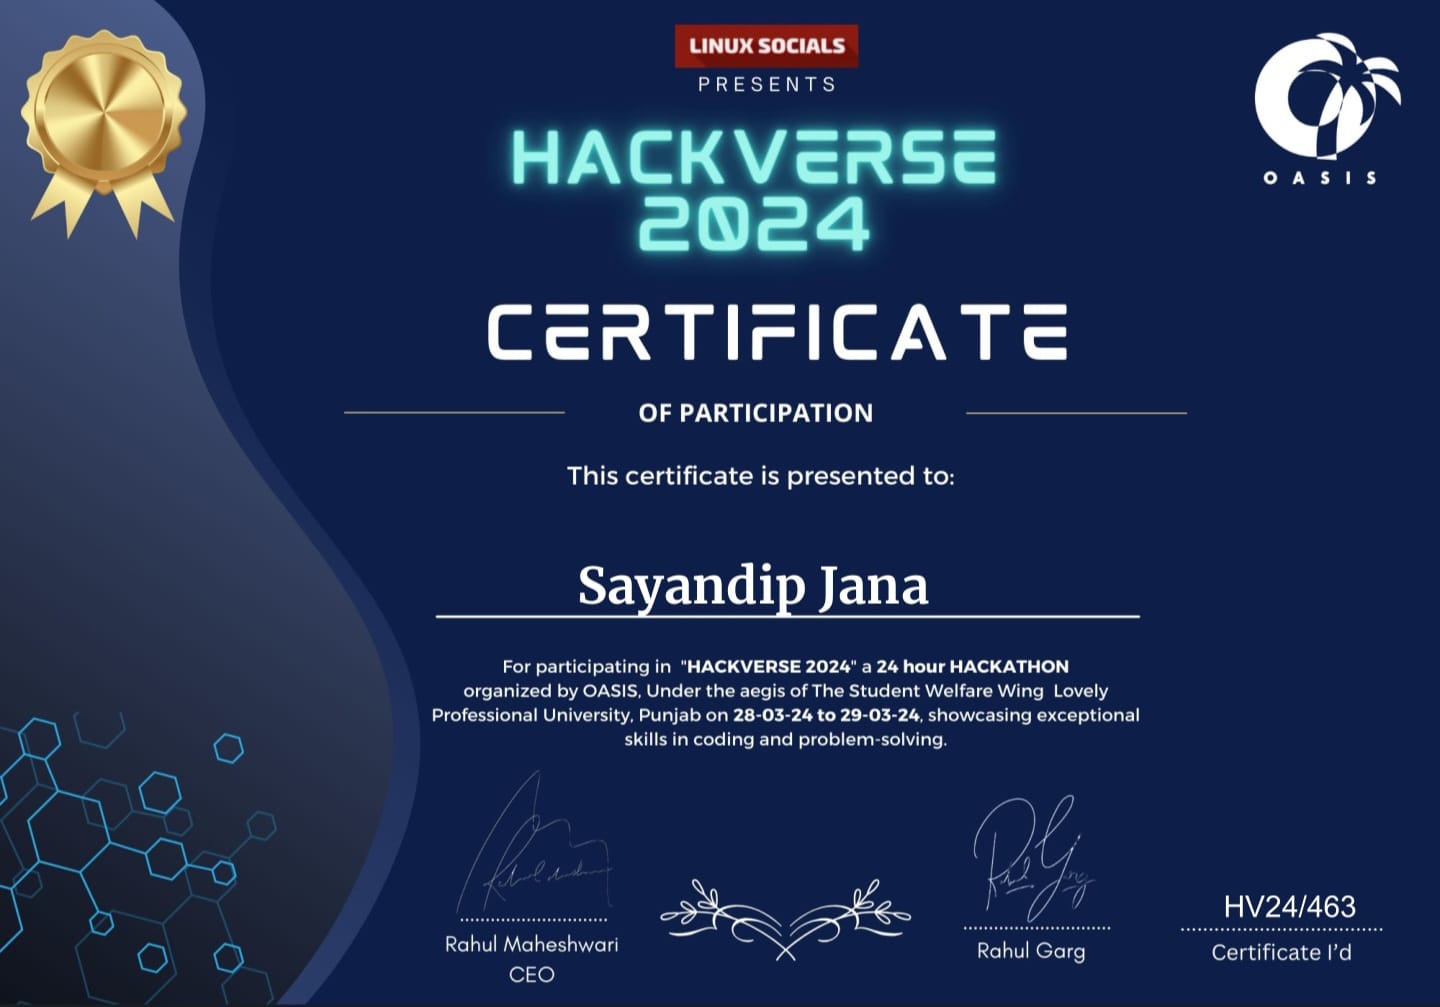 LINUX SOCIALS
PRESENTS
HACKVERSE
2024
OASIS
CERTIFICATE
OF PARTICIPATION
This certificate is presented to:
Sayandip Jana
For participating in "HACKVERSE 2024" a 24 hour HACKATHON
organized by OASIS, Under the aegis of The Student Welfare Wing Lovely
Professional University, Punjab on 28-03-24 to 29-03-24, showcasing exceptional
skills in coding and problem-solving.
Rahul Maheshwari
CEO
Rahul Garg
HV24/463
Certificate I'd